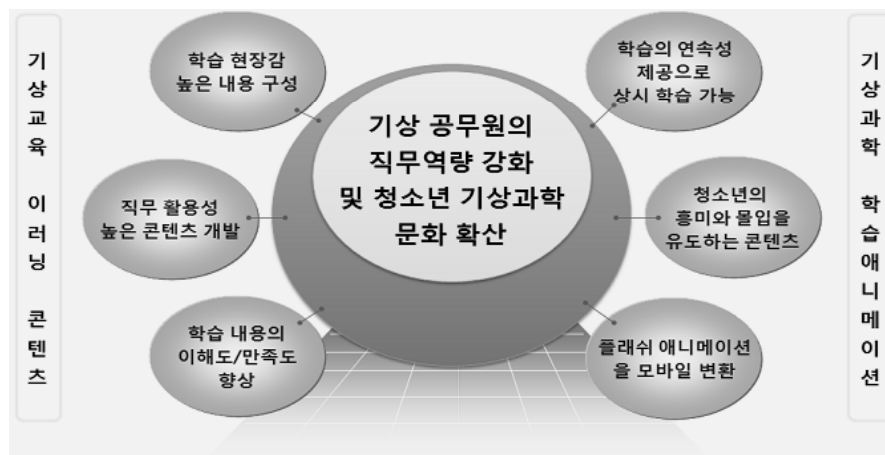 기상교육 이러닝 콘텐츠
학습 현장감
높은 내용 구성
직무 활용성
높은 콘텐츠 개발
학습 내용의
이해도/만족도
향상
기상 공무원의
직무역량 강화
및 청소년 기상과학
문화 확산
학습의 연속성
제공으로
상시 학습 가능
청소년의
흥미와 몰입을
유도하는 콘텐츠
플래쉬 애니메이션
을 모바일 변환
기상과학 학습애니메이션